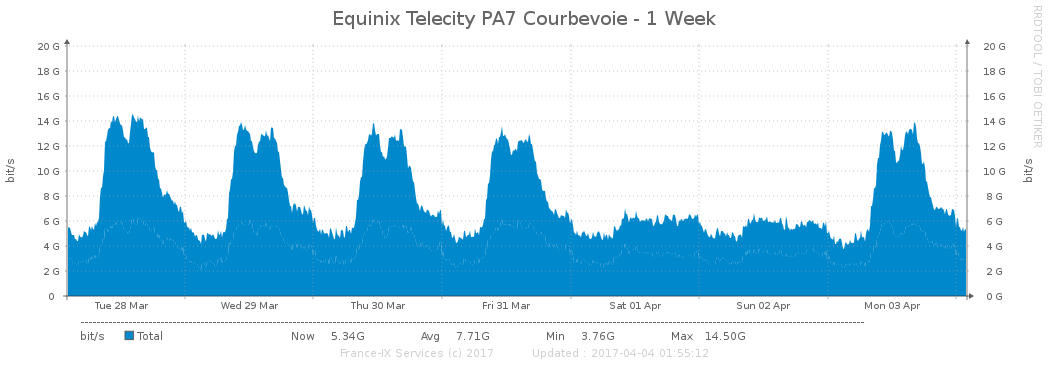 Equinix Telecity PA7 Courbevoie - 1 Week
RRDTOOL / TOBI OETIKER
bit/s
20 G 20 G
18 G 18 G
16 G 16 G
14 G 14 G
12 G 12 G
10 G 10 G
8 G 8 G
6 G 6 G
4 G 4 G
2 G 2 G
0 0 G
bit/s
Tue 28 Mar Wed 29 Mar Thu 30 Mar Fri 31 Mar Sat 01 Apr Sun 02 Apr Mon 03 Apr
bit/s Total Now 5.34G Avg 7.71G Min 3.76G Max 14.50G
France-IX Services (c) 2017 Updated : 2017-04-04 01:55:12